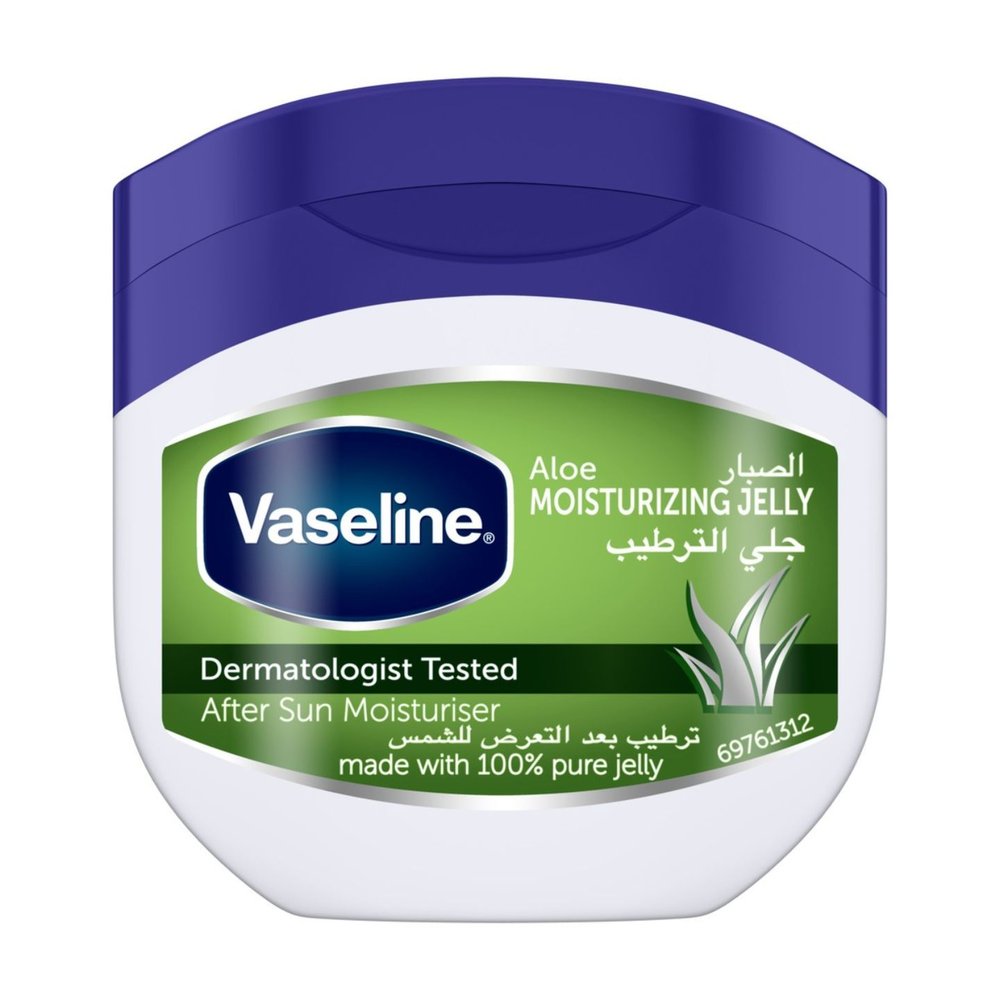 Vaseline®
Aloe الصبار
MOISTURIZING JELLY
جلي الترطيب
Dermatologist Tested
After Sun Moisturiser
ترطيب بعد التعرض للشمس
made with 100% pure jelly
69761312